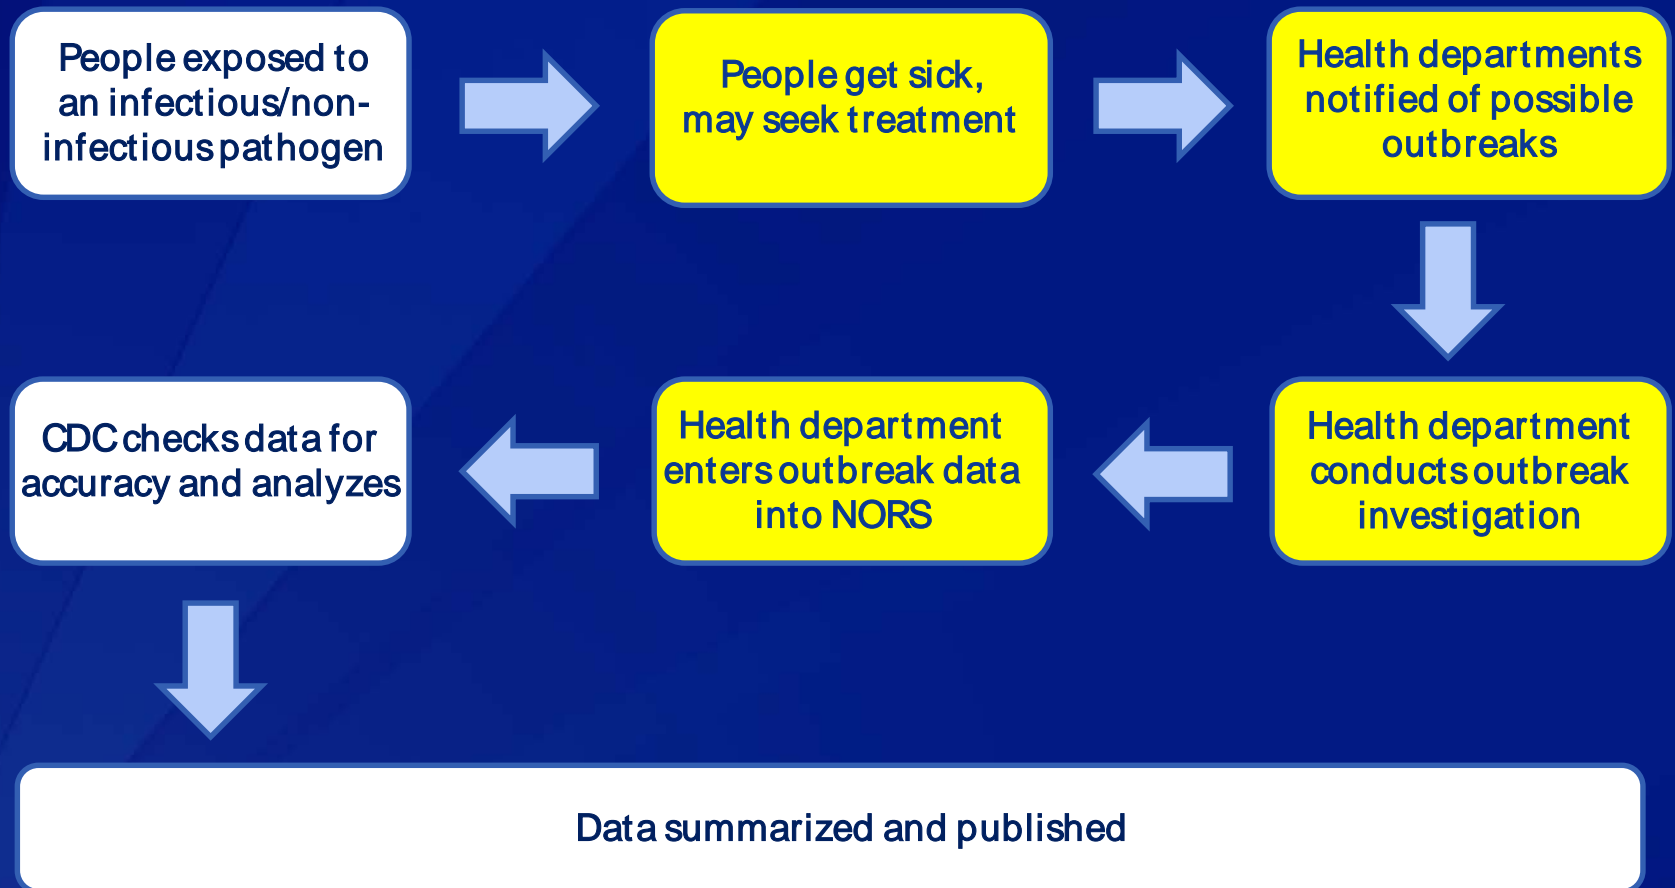 People exposed to
an infectious/non-
infectious pathogen
People get sick,
may seek treatment
Health departments
notified of possible
outbreaks
Health department
conducts outbreak
investigation
Health department
enters outbreak data
into NORS
CDC checks data for
accuracy and analyzes
Data summarized and published